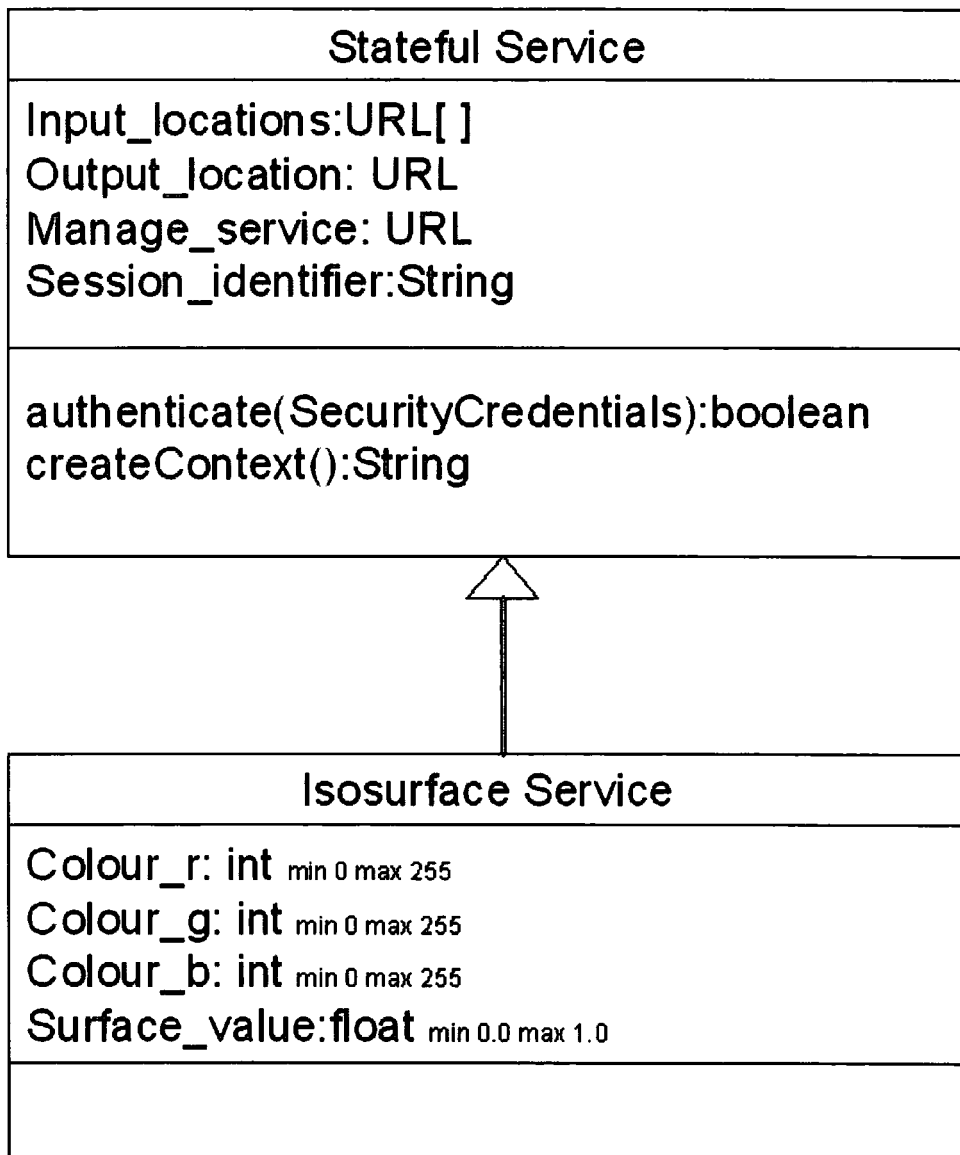 Stateful Service
Input_locations:URL[ ]
Output_location: URL
Manage_service: URL
Session_identifier:String
authenticate(SecurityCredentials):boolean
createContext():String
Isosurface Service
Colour_r: int min 0 max 255
Colour_g: int min 0 max 255
Colour_b: int min 0 max 255
Surface_value:float min 0.0 max 1.0